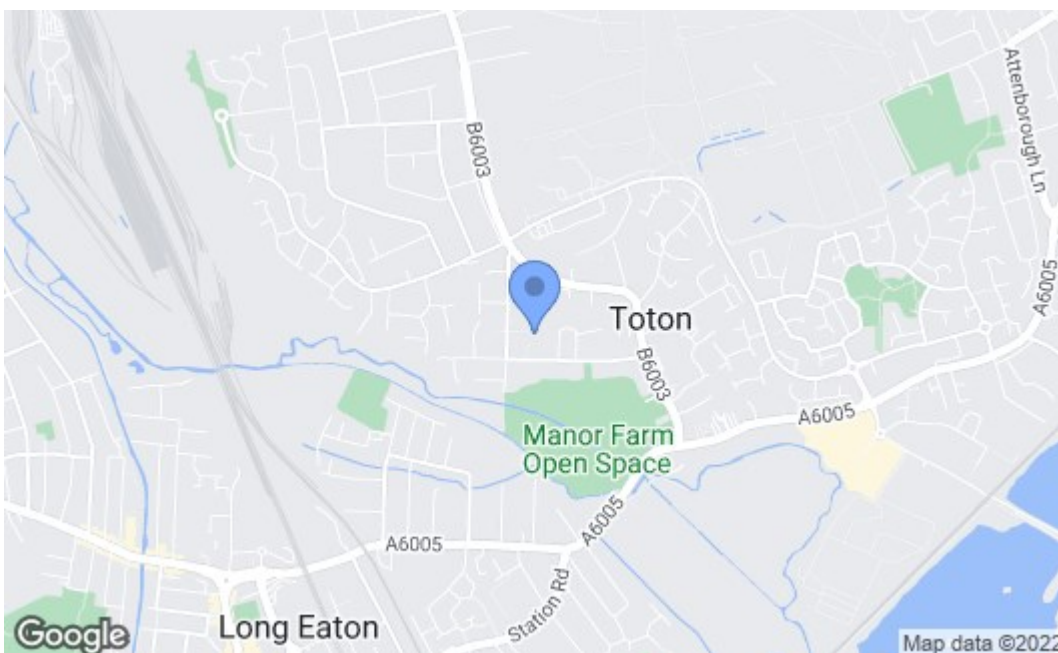 Attenborough Ln
B6003
A6005
Toton
B6003
A6005
Manor Farm
Open Space
A6005
A6005
Station Rd
Long Eaton
Google
Map data ©2022